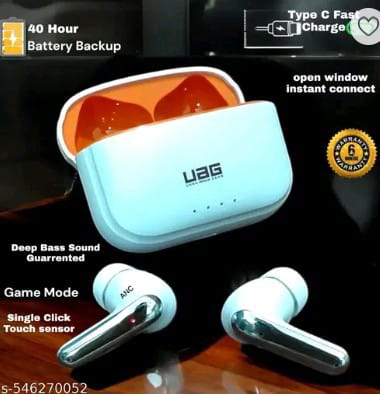 40 Hour
Battery Backup
Type C Fast
Charge
open window
instant connect
WARRANTY
6
WARRANTY
UAG
Deep Bass Sound
Guarrented
Game Mode
ANC
Single Click
Touch sensor
s-546270052